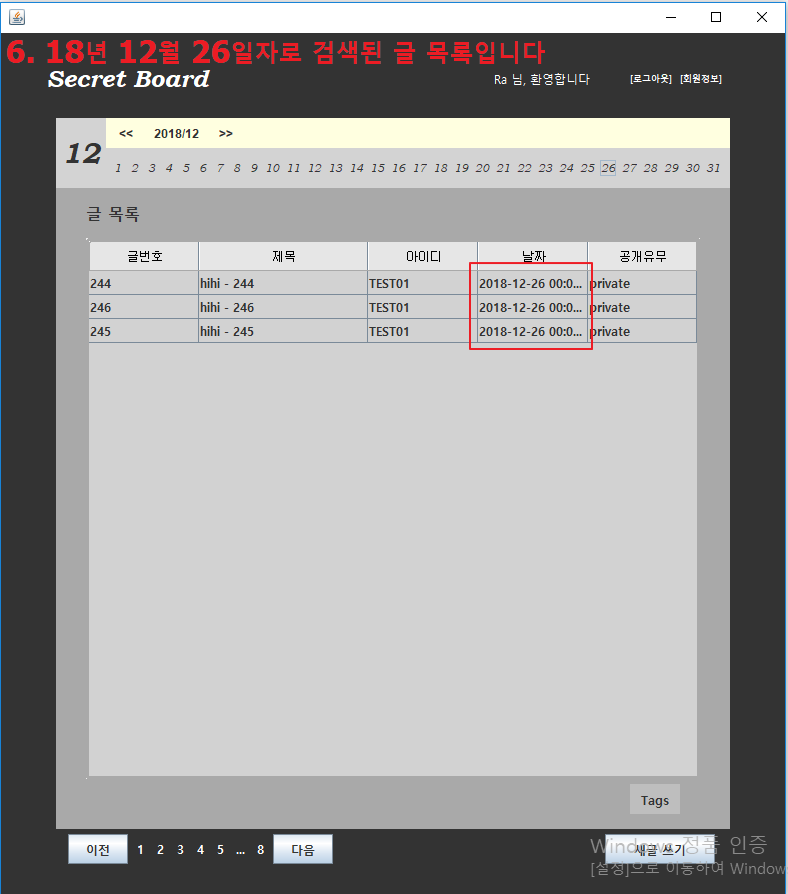 6. 18년 12월 26일자로 검색된 글 목록입니다
Secret Board
Ra 님, 환영합니다 [로그아웃] [회원정보]
12
<< 2018/12 >>
1 2 3 4 5 6 7 8 9 10 11 12 13 14 15 16 17 18 19 20 21 22 23 24 25 26 27 28 29 30 31
글 목록
글번호 제목 아이디 날짜 공개유무
244 hihi - 244 TEST01 2018-12-26 00:0... private
246 hihi - 246 TEST01 2018-12-26 00:0... private
245 hihi - 245 TEST01 2018-12-26 00:0... private
Tags
이전 1 2 3 4 5 ... 8 다음 새글 쓰기
Windows 정품 인증
[설정]으로 이동하여 Window